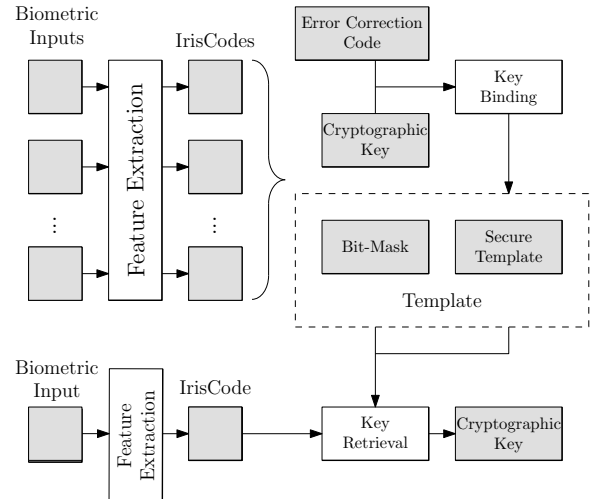 Biometric
Inputs
IrisCodes
Feature Extraction
...
...
Error Correction
Code
Cryptographic
Key
Key
Binding
Bit-Mask
Secure
Template
Template
Biometric
Input
Feature
Extraction
IrisCode
Key
Retrieval
Cryptographic
Key